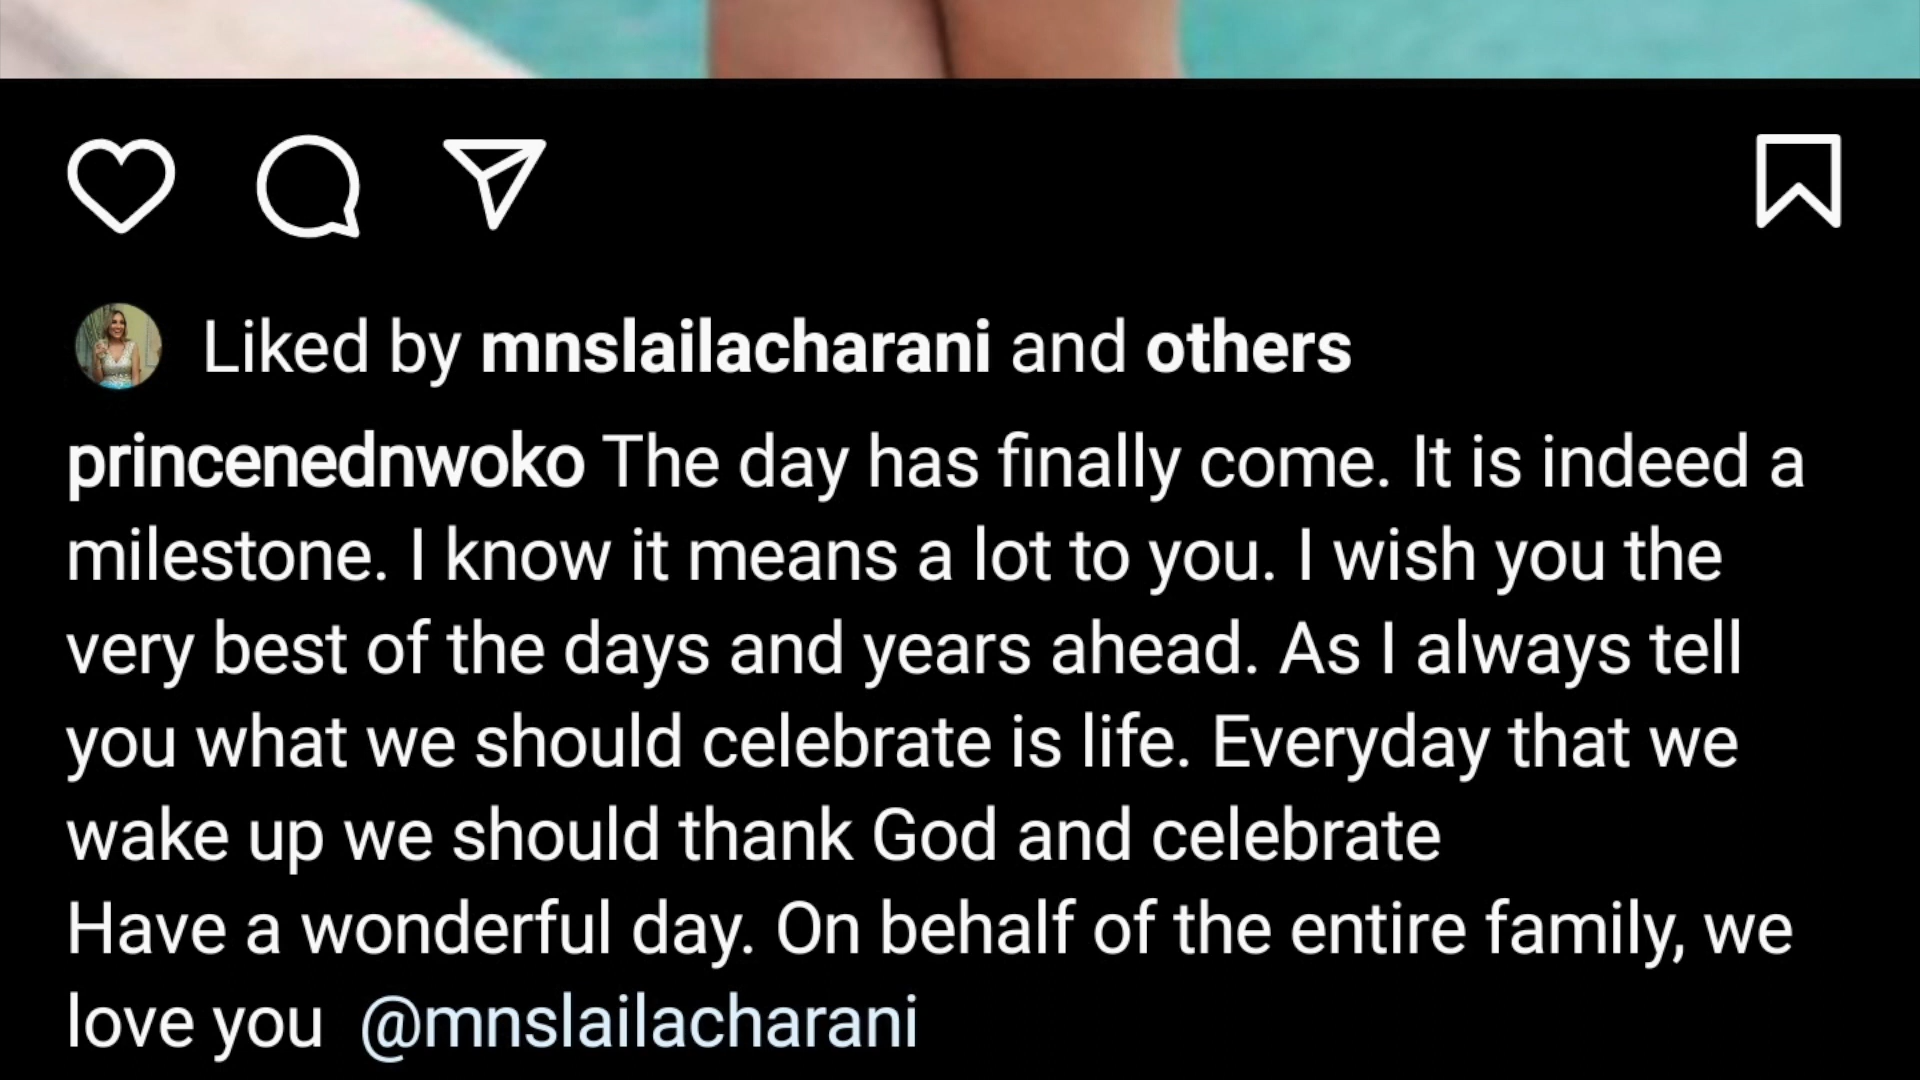 Liked by mnslailacharani and others
princenednwoko The day has finally come. It is indeed a
milestone. I know it means a lot to you. I wish you the
very best of the days and years ahead. As I always tell
you what we should celebrate is life. Everyday that we
wake up we should thank God and celebrate
Have a wonderful day. On behalf of the entire family, we
love you @mnslailacharani